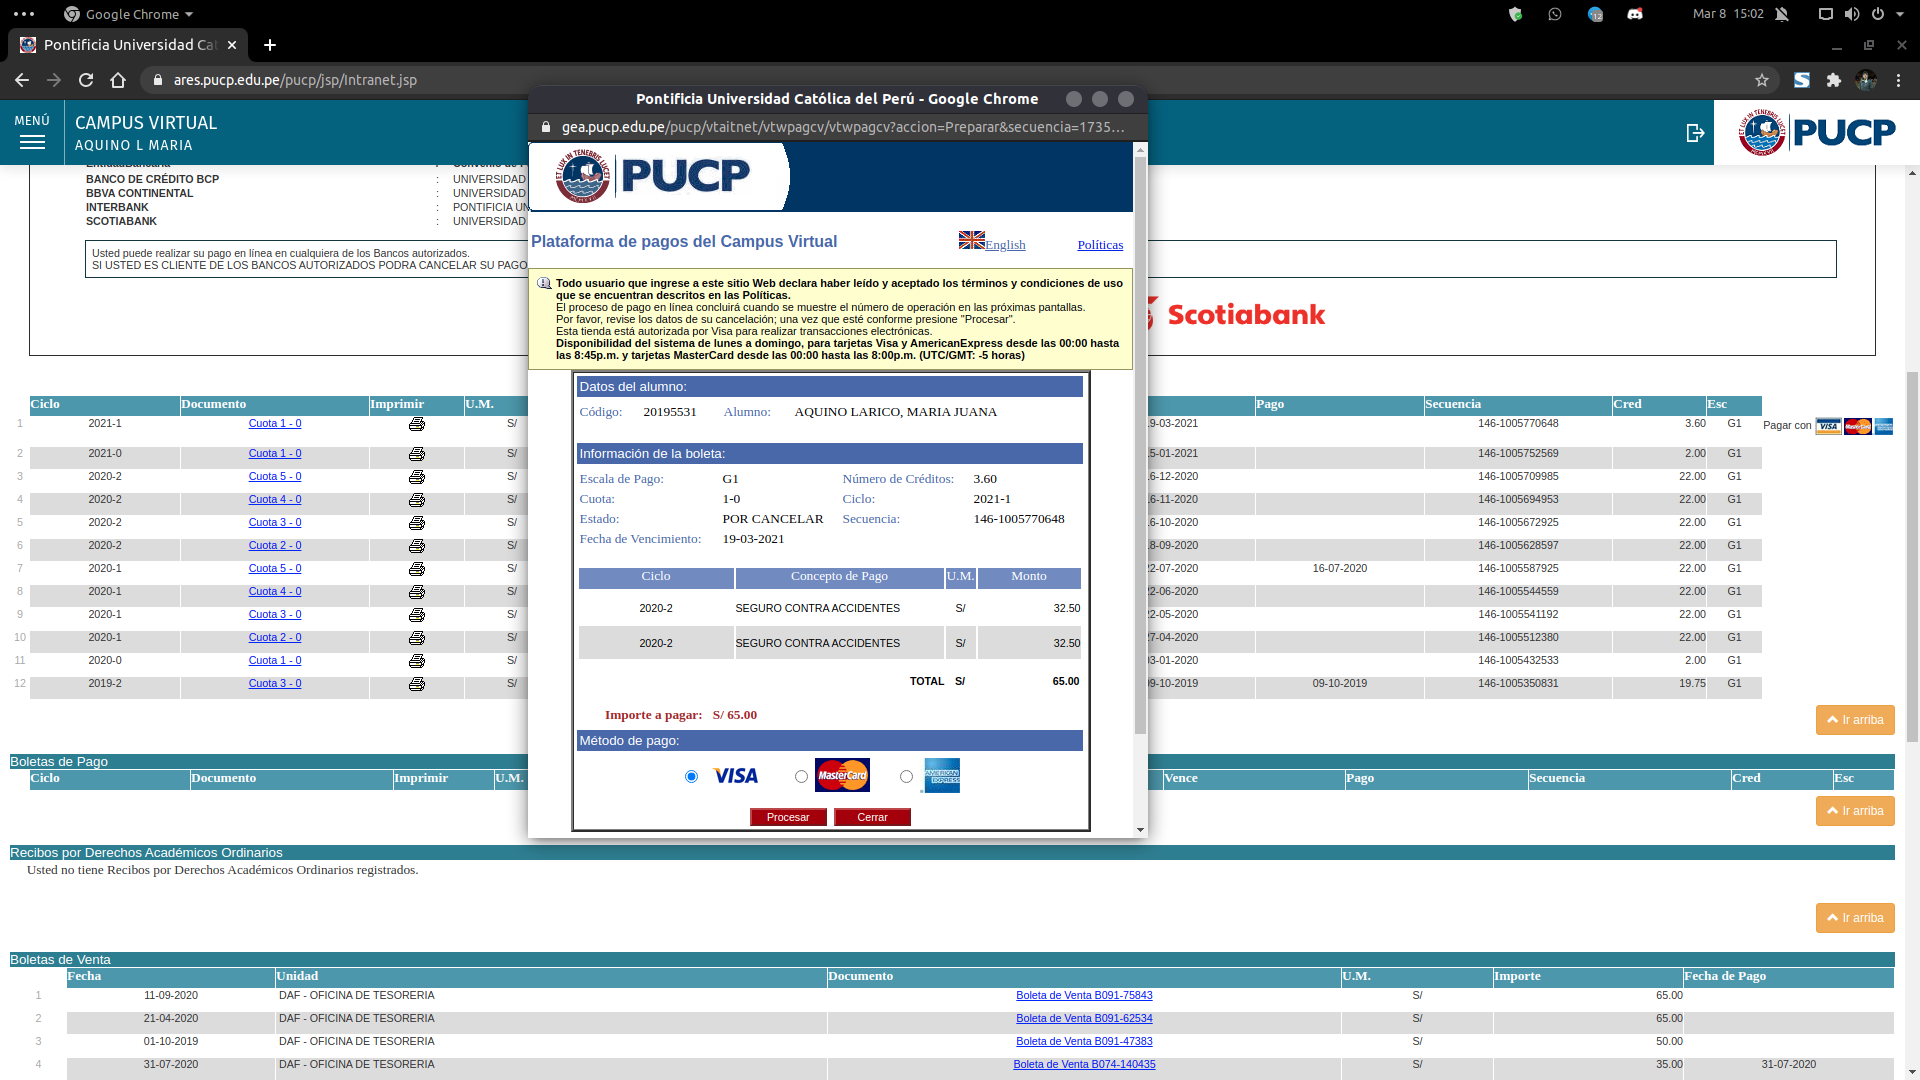 Google Chrome
12
Mar 8 15:02
Pontificia Universidad Cat
ares.pucp.edu.pe/pucp/jsp/Intranet.jsp
MENÚ
CAMPUS VIRTUAL
AQUINO L MARIA
PUCP
BANCO DE CRÉDITO BCP : UNIVERSIDAD
BBVA CONTINENTAL : UNIVERSIDAD
INTERBANK : PONTIFICIA UN
SCOTIABANK : UNIVERSIDAD
Usted puede realizar su pago en línea en cualquiera de los Bancos autorizados.
SI USTED ES CLIENTE DE LOS BANCOS AUTORIZADOS PODRA CANCELAR SU PAGO
Scotiabank
Pontificia Universidad Católica del Perú - Google Chrome
gea.pucp.edu.pe/pucp/vtaitnet/vtwpagcv/vtwpagcv?accion=Preparar&secuencia=1735…
PUCP
Plataforma de pagos del Campus Virtual
English
Políticas
Todo usuario que ingrese a este sitio Web declara haber leído y aceptado los términos y condiciones de uso
que se encuentran descritos en las Políticas.
El proceso de pago en línea concluirá cuando se muestre el número de operación en las próximas pantallas.
Por favor, revise los datos de su cancelación; una vez que esté conforme presione "Procesar".
Esta tienda está autorizada por Visa para realizar transacciones electrónicas.
Disponibilidad del sistema de lunes a domingo, para tarjetas Visa y AmericanExpress desde las 00:00 hasta
las 8:45p.m. y tarjetas MasterCard desde las 00:00 hasta las 8:00p.m. (UTC/GMT: -5 horas)
Datos del alumno:
Código: 20195531 Alumno: AQUINO LARICO, MARIA JUANA
Información de la boleta:
Escala de Pago: G1 Número de Créditos: 3.60
Cuota: 1-0 Ciclo: 2021-1
Estado: POR CANCELAR Secuencia: 146-1005770648
Fecha de Vencimiento: 19-03-2021
Ciclo Concepto de Pago U.M. Monto
2020-2 SEGURO CONTRA ACCIDENTES S/ 32.50
2020-2 SEGURO CONTRA ACCIDENTES S/ 32.50
TOTAL S/ 65.00
Importe a pagar: S/ 65.00
Método de pago:
VISA MasterCard AMERICAN EXPRESS
Procesar Cerrar
Ciclo Documento Imprimir U.M. Pago Secuencia Cred Esc
1 2021-1 Cuota 1 - 0 S/ 9-03-2021 146-1005770648 3.60 G1 Pagar con VISA MasterCard
2 2021-0 Cuota 1 - 0 S/ 5-01-2021 146-1005752569 2.00 G1
3 2020-2 Cuota 5 - 0 S/ 6-12-2020 146-1005709985 22.00 G1
4 2020-2 Cuota 4 - 0 S/ 6-11-2020 146-1005694953 22.00 G1
5 2020-2 Cuota 3 - 0 S/ 6-10-2020 146-1005672925 22.00 G1
6 2020-2 Cuota 2 - 0 S/ 8-09-2020 146-1005628597 22.00 G1
7 2020-1 Cuota 5 - 0 S/ 22-07-2020 16-07-2020 146-1005587925 22.00 G1
8 2020-1 Cuota 4 - 0 S/ 22-06-2020 146-1005544559 22.00 G1
9 2020-1 Cuota 3 - 0 S/ 22-05-2020 146-1005541192 22.00 G1
10 2020-1 Cuota 2 - 0 S/ 27-04-2020 146-1005512380 22.00 G1
11 2020-0 Cuota 1 - 0 S/ 03-01-2020 146-1005432533 2.00 G1
12 2019-2 Cuota 3 - 0 S/ 09-10-2019 09-10-2019 146-1005350831 19.75 G1
Ir arriba
Boletas de Pago
Ciclo Documento Imprimir U.M. Vence Pago Secuencia Cred Esc
Ir arriba
Recibos por Derechos Académicos Ordinarios
Usted no tiene Recibos por Derechos Académicos Ordinarios registrados.
Ir arriba
Boletas de Venta
Fecha Unidad Documento U.M. Importe Fecha de Pago
1 11-09-2020 DAF - OFICINA DE TESORERIA Boleta de Venta B091-75843 S/ 65.00
2 21-04-2020 DAF - OFICINA DE TESORERIA Boleta de Venta B091-62534 S/ 65.00
3 01-10-2019 DAF - OFICINA DE TESORERIA Boleta de Venta B091-47383 S/ 50.00
4 31-07-2020 DAF - OFICINA DE TESORERIA Boleta de Venta B074-140435 S/ 35.00 31-07-2020